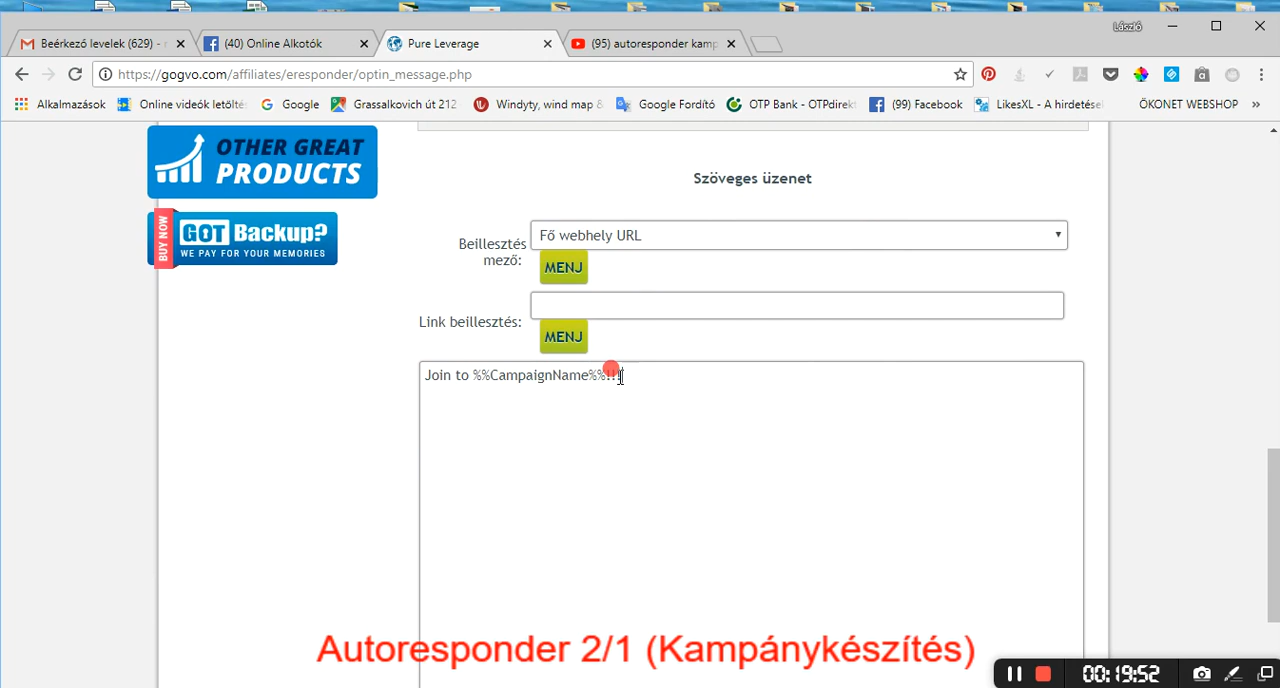 László
Beérkező levelek (629) -
(40) Online Alkotók
Pure Leverage
(95) autoresponder kamp
https://gogvo.com/affiliates/eresponder/optin_message.php
Alkalmazások
Online videók letölté
Google
Grassalkovich út 212
Windyty, wind map &
Google Fordító
OTP Bank - OTPdirek
(99) Facebook
LikesXL - A hirdetése
ÖKONET WEBSHOP
»
OTHER GREAT
PRODUCTS
BUY NOW
GOT Backup?
WE PAY FOR YOUR MEMORIES
Szöveges üzenet
Beillesztés
mező:
Fő webhely URL
MENJ
Link beillesztés:
MENJ
Join to %%CampaignName%%!!!
Autoresponder 2/1 (Kampánykészítés)
00:19:52